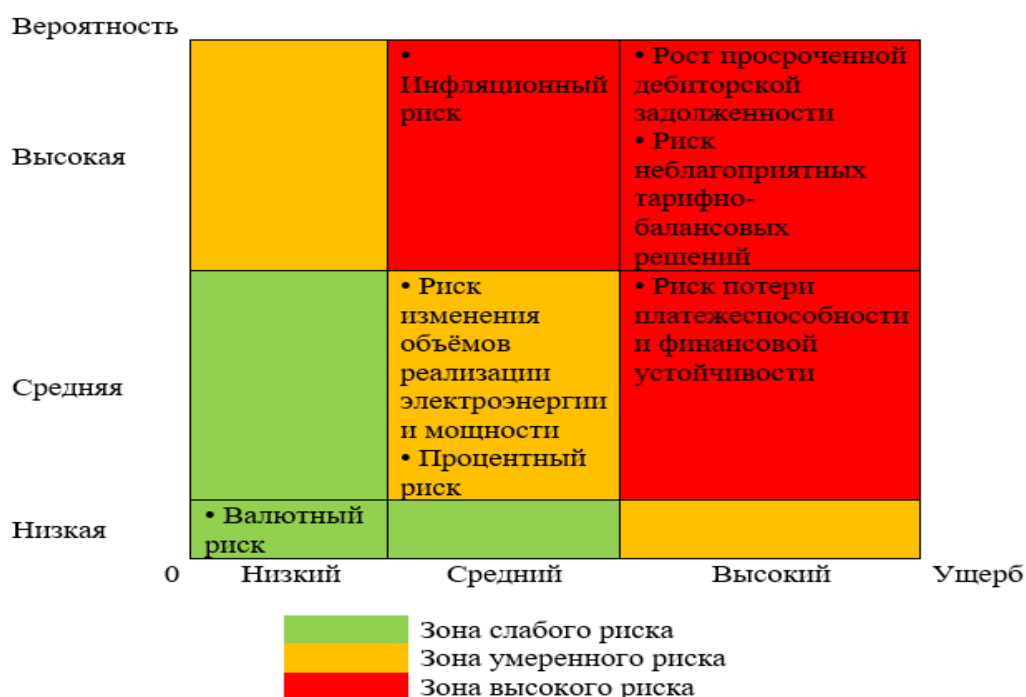 Вероятность
Высокая
•
Инфляционный
риск
• Рост просроченной
дебиторской
задолженности
• Риск
неблагоприятных
тарифно-
балансовых
решений
Средняя
• Риск
изменения
объёмов
реализации
электроэнергии
и мощности
• Процентный
риск
• Риск потери
платежеспособности
и финансовой
устойчивости
Низкая
• Валютный
риск
0
Низкий
Средний
Высокий
Ущерб
Зона слабого риска
Зона умеренного риска
Зона высокого риска